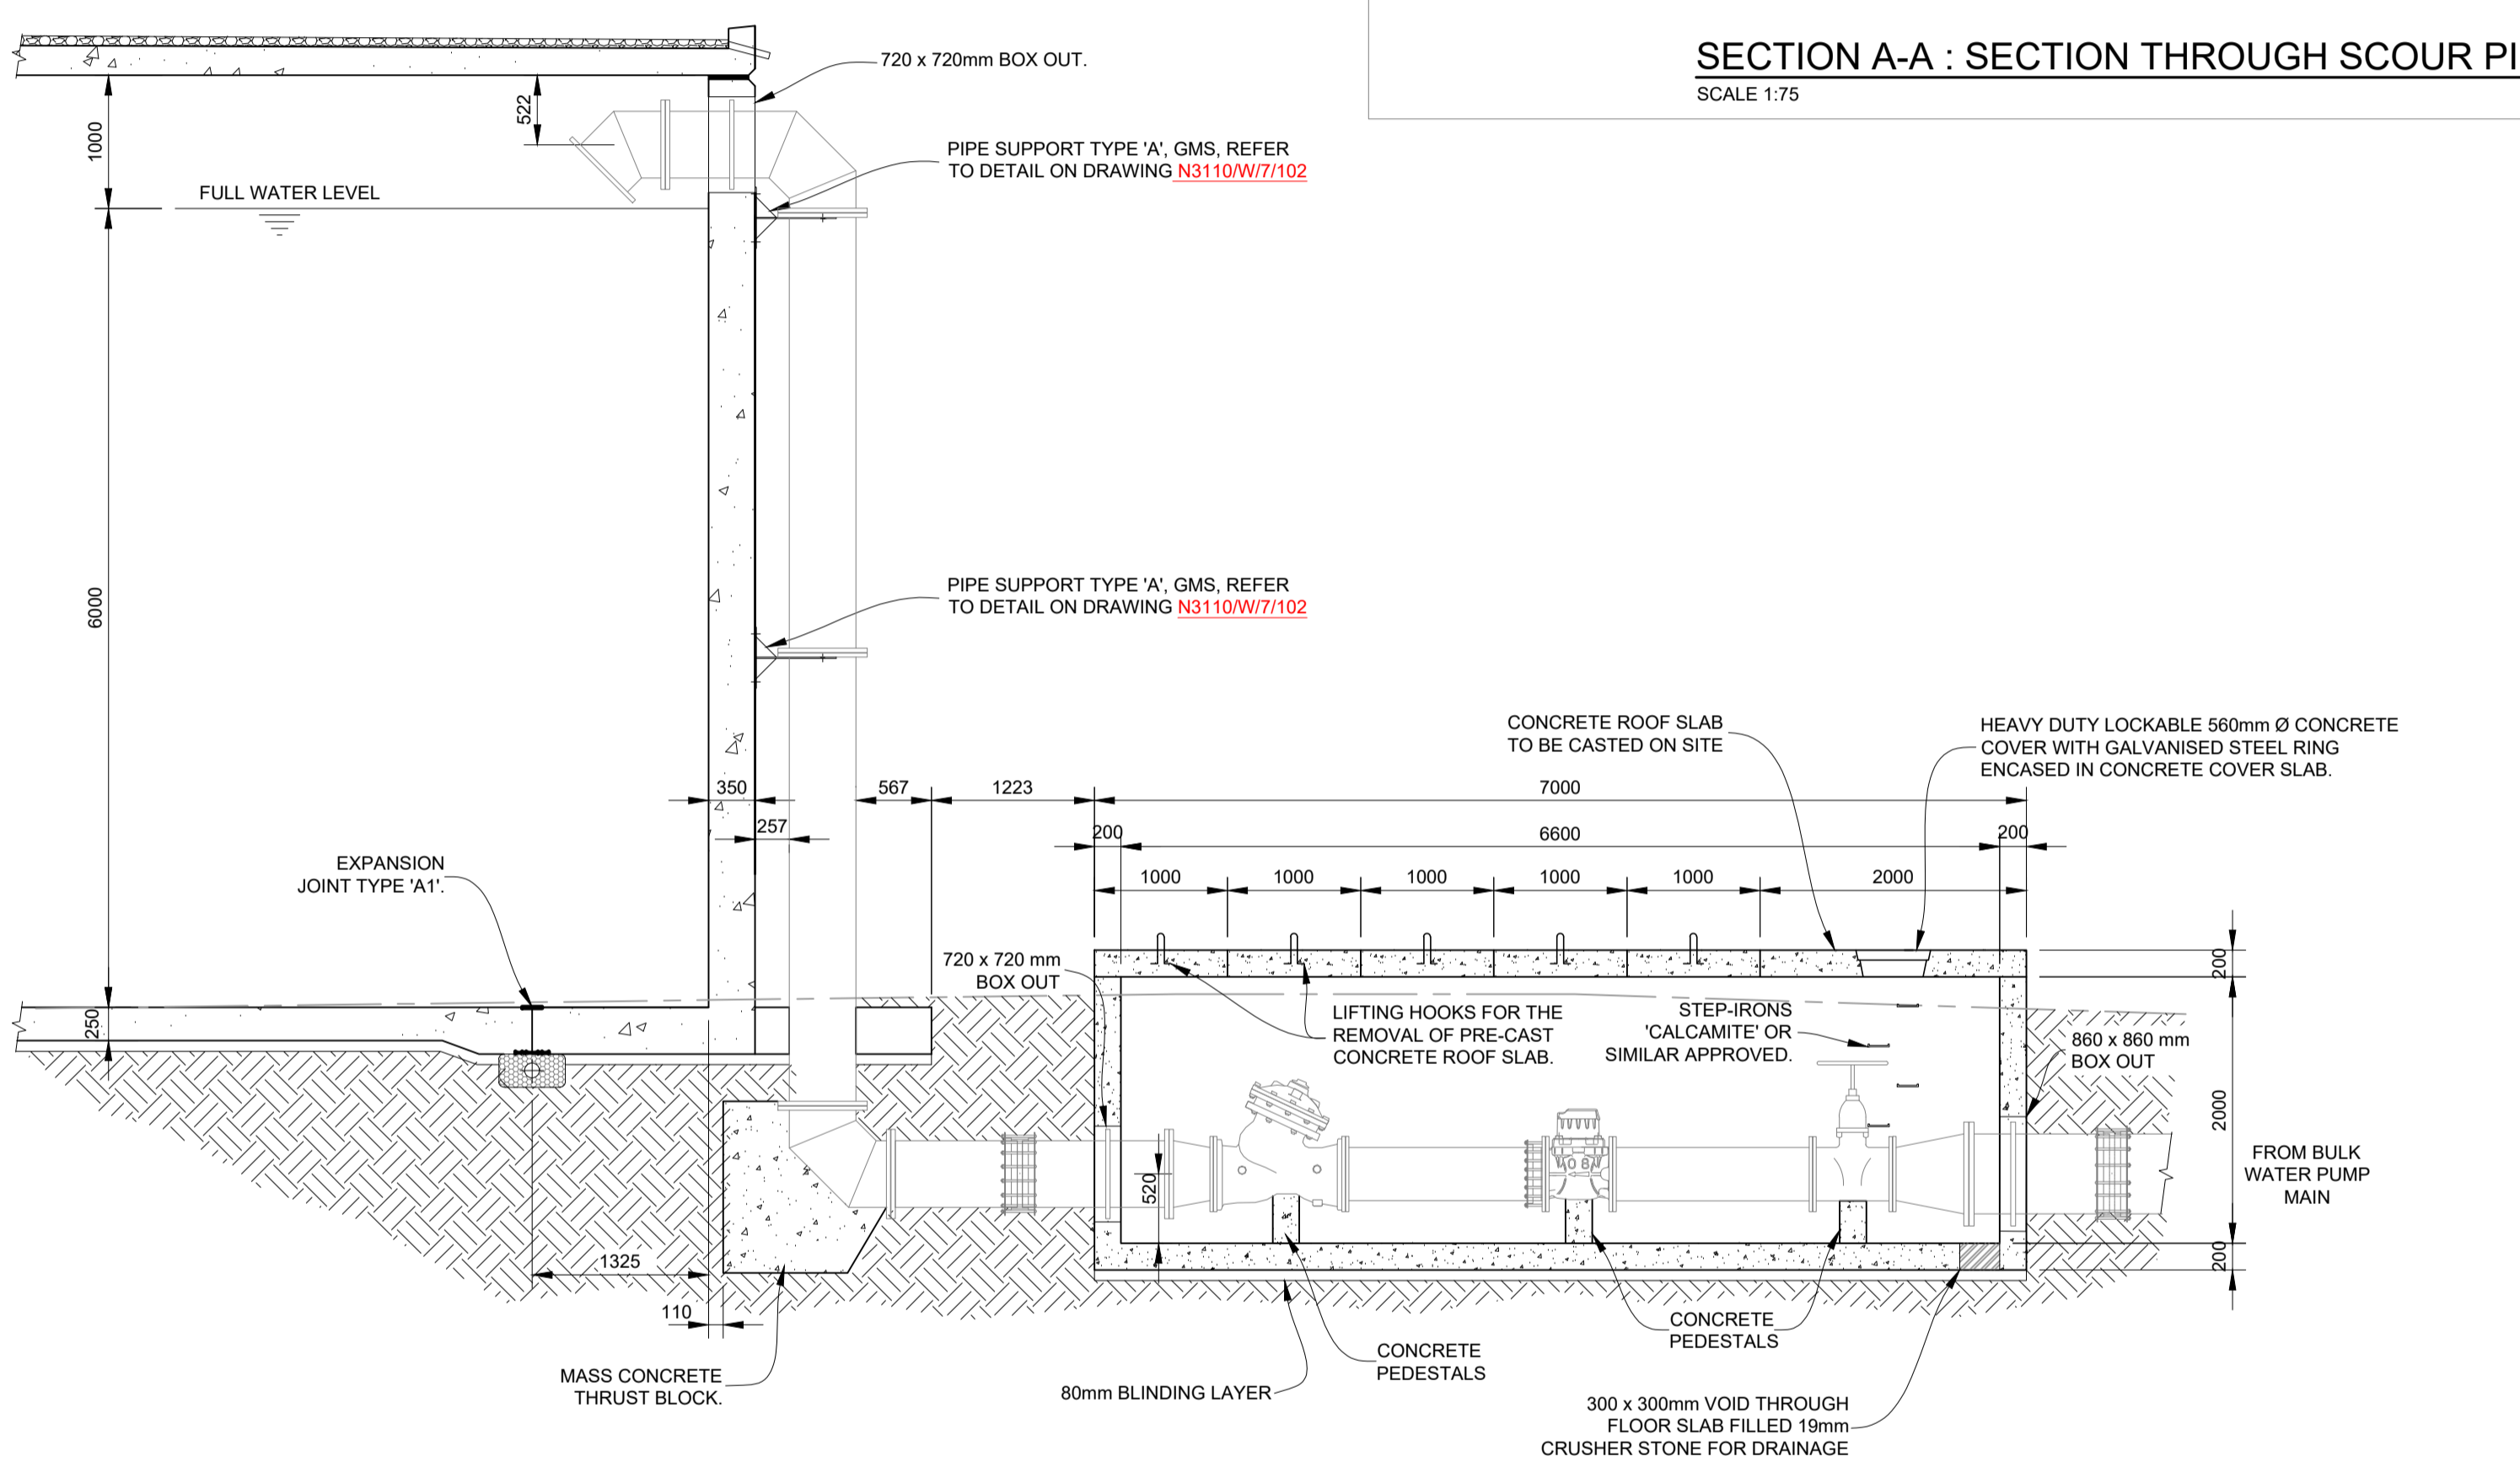 SECTION A-A : SECTION THROUGH SCOUR PI
SCALE 1:75
720 x 720mm BOX OUT.
522
1000
PIPE SUPPORT TYPE 'A', GMS, REFER
TO DETAIL ON DRAWING N3110/W/7/102
FULL WATER LEVEL
6000
PIPE SUPPORT TYPE 'A', GMS, REFER
TO DETAIL ON DRAWING N3110/W/7/102
CONCRETE ROOF SLAB
TO BE CASTED ON SITE
HEAVY DUTY LOCKABLE 560mm Ø CONCRETE
COVER WITH GALVANISED STEEL RING
ENCASED IN CONCRETE COVER SLAB.
350
567
1223
7000
257
200
6600
200
EXPANSION
JOINT TYPE 'A1'.
1000
1000
1000
1000
1000
2000
720 x 720 mm
BOX OUT
200
250
LIFTING HOOKS FOR THE
REMOVAL OF PRE-CAST
CONCRETE ROOF SLAB.
STEP-IRONS
'CALCAMITE' OR
SIMILAR APPROVED.
860 x 860 mm
BOX OUT
2000
FROM BULK
WATER PUMP
MAIN
520
08
1325
200
110
CONCRETE
PEDESTALS
CONCRETE
PEDESTALS
MASS CONCRETE
THRUST BLOCK.
80mm BLINDING LAYER
300 x 300mm VOID THROUGH
FLOOR SLAB FILLED 19mm
CRUSHER STONE FOR DRAINAGE